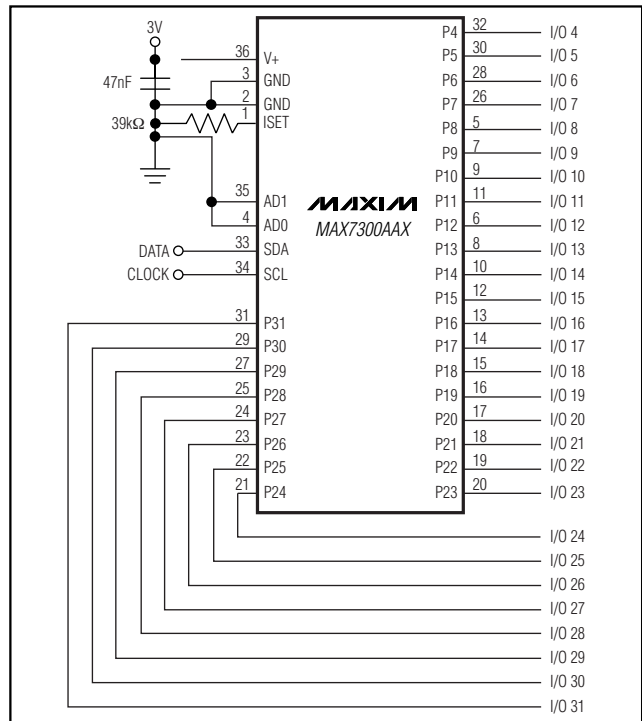 3V
47nF
39kΩ
36 V+
3 GND
2 GND
1 ISET
35 AD1
4 AD0
DATA 33 SDA
CLOCK 34 SCL
31 P31
29 P30
27 P29
25 P28
24 P27
23 P26
22 P25
21 P24
MAXIM
MAX7300AAX
P4 32 I/O 4
P5 30 I/O 5
P6 28 I/O 6
P7 26 I/O 7
P8 5 I/O 8
P9 7 I/O 9
P10 9 I/O 10
P11 11 I/O 11
P12 6 I/O 12
P13 8 I/O 13
P14 10 I/O 14
P15 12 I/O 15
P16 13 I/O 16
P17 14 I/O 17
P18 15 I/O 18
P19 16 I/O 19
P20 17 I/O 20
P21 18 I/O 21
P22 19 I/O 22
P23 20 I/O 23
I/O 24
I/O 25
I/O 26
I/O 27
I/O 28
I/O 29
I/O 30
I/O 31